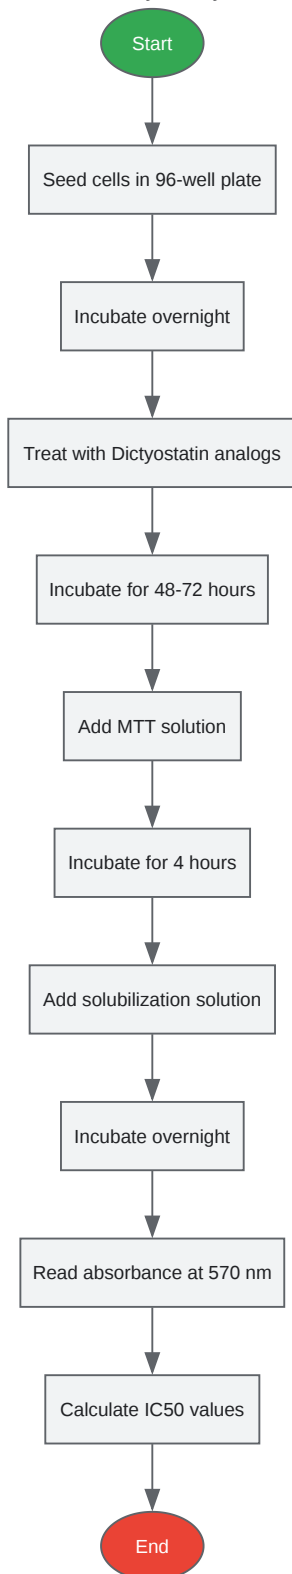 Start
Seed cells in 96-well plate
Incubate overnight
Treat with Dictyostatin analogs
Incubate for 48-72 hours
Add MTT solution
Incubate for 4 hours
Add solubilization solution
Incubate overnight
Read absorbance at 570 nm
Calculate IC50 values
End